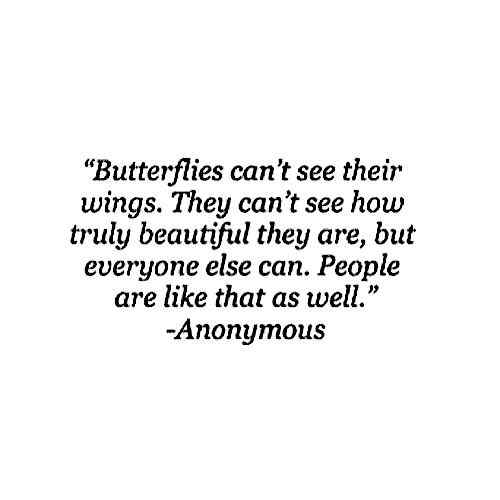 “Butterflies can’t see their
wings. They can’t see how
truly beautiful they are, but
everyone else can. People
are like that as well.”
-Anonymous